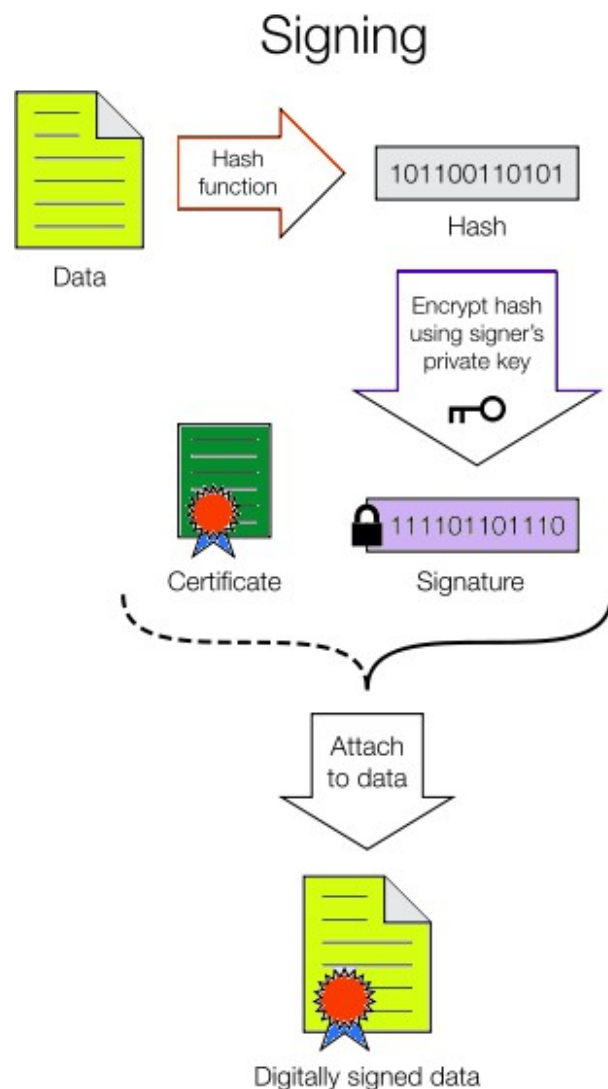 Signing
Hash
function
101100110101
Hash
Data
Encrypt hash
using signer's
private key
111101101110
Certificate
Signature
Attach
to data
Digitally signed data